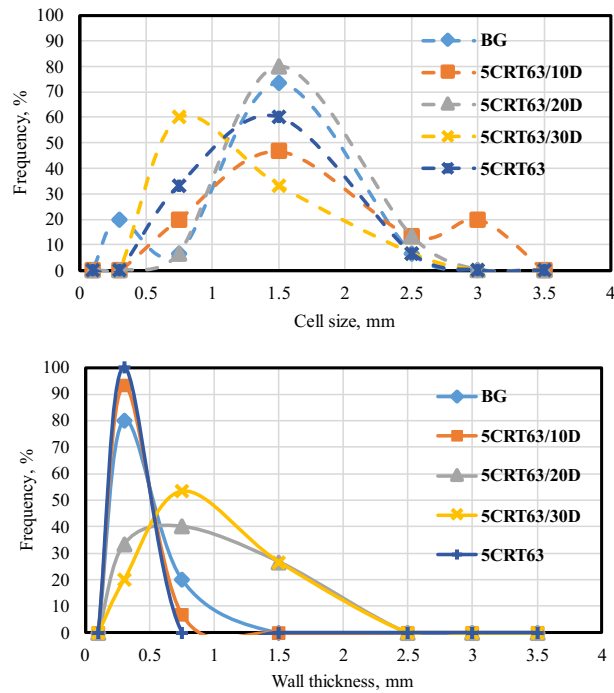 100
90
80
70
60
50
40
30
20
10
0
Frequency, %
BG
5CRT63/10D
5CRT63/20D
5CRT63/30D
5CRT63
0 0.5 1 1.5 2 2.5 3 3.5 4
Cell size, mm
100
90
80
70
60
50
40
30
20
10
0
Frequency, %
BG
5CRT63/10D
5CRT63/20D
5CRT63/30D
5CRT63
0 0.5 1 1.5 2 2.5 3 3.5 4
Wall thickness, mm